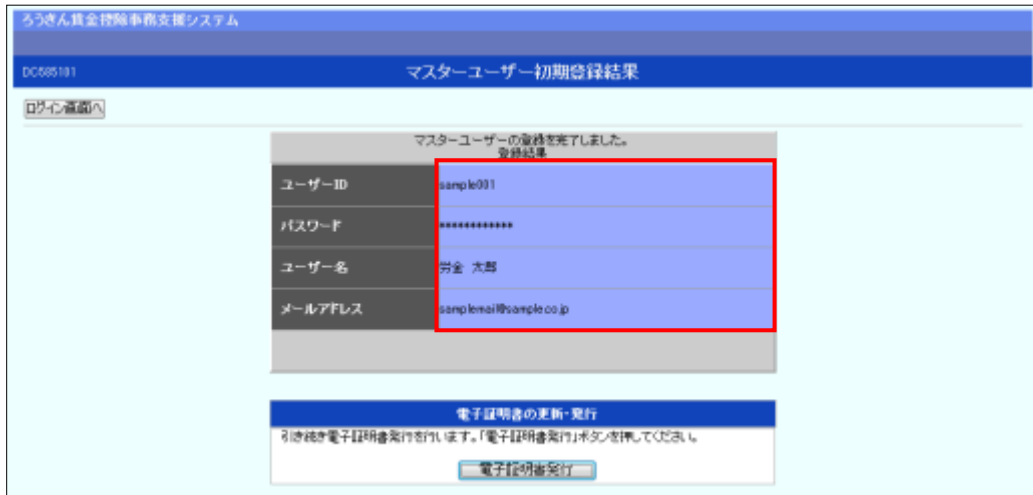 ろうきん賃金控除事務支援システム
DC585101 マスターユーザー初期登録結果
ログイン画面へ
マスターユーザーの登録を完了しました。
登録結果
ユーザーID sample001
パスワード ************
ユーザー名 労金 太郎
メールアドレス samplemail@sample.co.jp
電子証明書の更新・発行
引き続き電子証明書発行を行います。「電子証明書発行」ボタンを押してください。
電子証明書発行